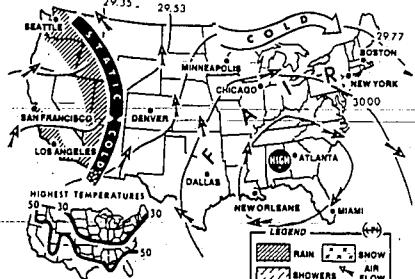 29.35
29.53
SEATTLE
COLD
29.77
BOSTON
MINNEAPOLIS
CHICAGO
NEW YORK
STATIC
COLD
FAIR
30.00
SAN FRANCISCO
DENVER
LOS ANGELES
HIGH
ATLANTA
DALLAS
HIGHEST TEMPERATURES
50
30
30
50
NEW ORLEANS
MIAMI
LEGEND
RAIN
SNOW
SHOWERS
AIR
FLOW